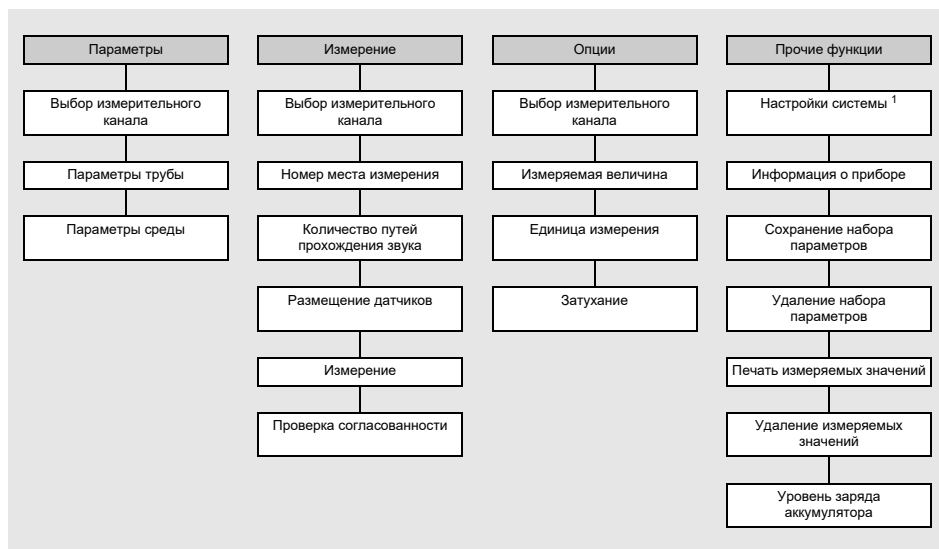 Параметры
Выбор измерительного
канала
Параметры трубы
Параметры среды
Измерение
Выбор измерительного
канала
Номер места измерения
Количество путей
прохождения звука
Размещение датчиков
Измерение
Проверка согласованности
Опции
Выбор измерительного
канала
Измеряемая величина
Единица измерения
Затухание
Прочие функции
Настройки системы 1
Информация о приборе
Сохранение набора
параметров
Удаление набора
параметров
Печать измеряемых значений
Удаление измеряемых
значений
Уровень заряда
аккумулятора